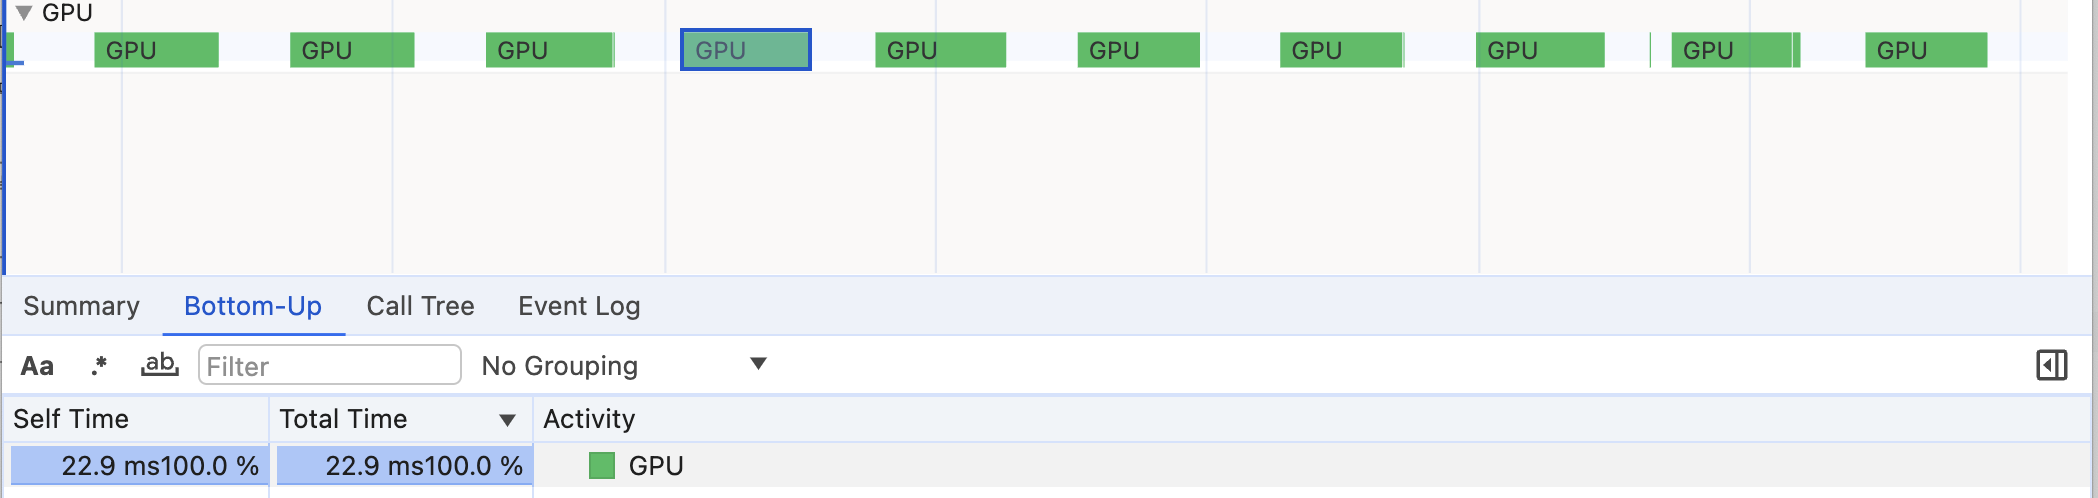 GPU
GPU GPU GPU GPU GPU GPU GPU GPU GPU GPU
Summary Bottom-Up Call Tree Event Log
Aa .* ab Filter No Grouping
Self Time Total Time Activity
22.9 ms100.0 % 22.9 ms100.0 % GPU